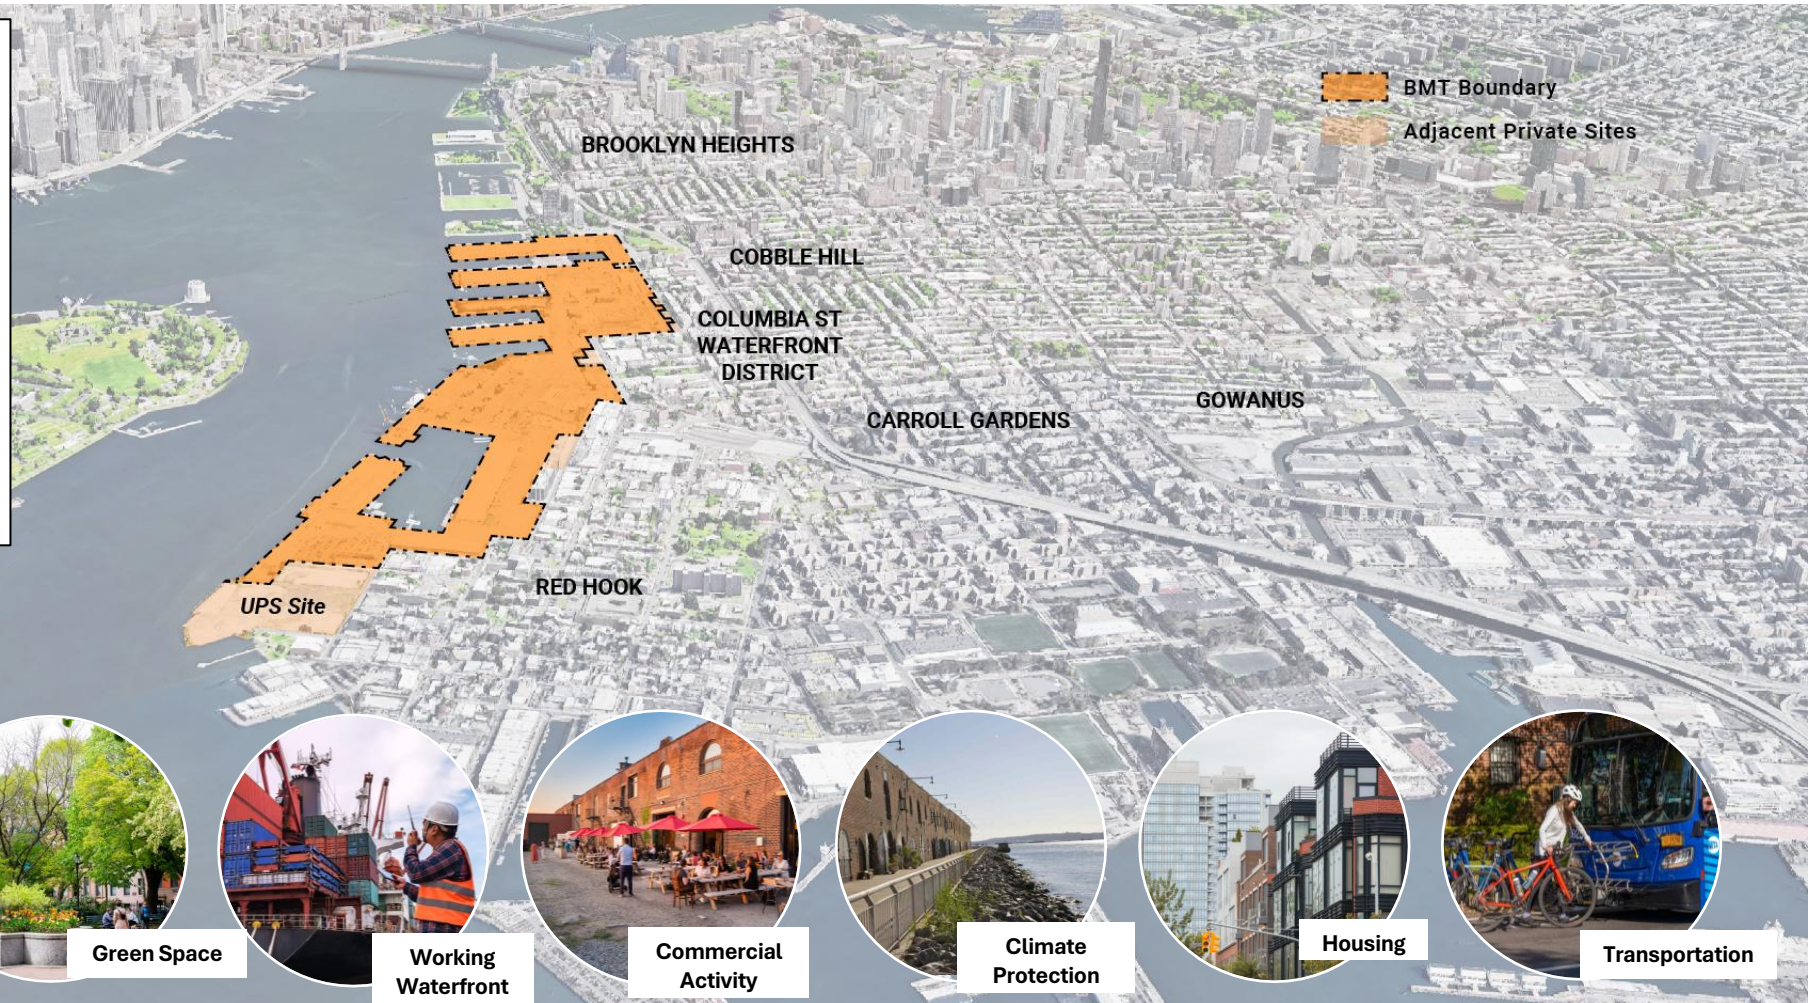 BMT Boundary
Adjacent Private Sites
BROOKLYN HEIGHTS
COBBLE HILL
COLUMBIA ST
WATERFRONT
DISTRICT
CARROLL GARDENS
GOWANUS
RED HOOK
UPS Site
Green Space
Working
Waterfront
Commercial
Activity
Climate
Protection
Housing
Transportation